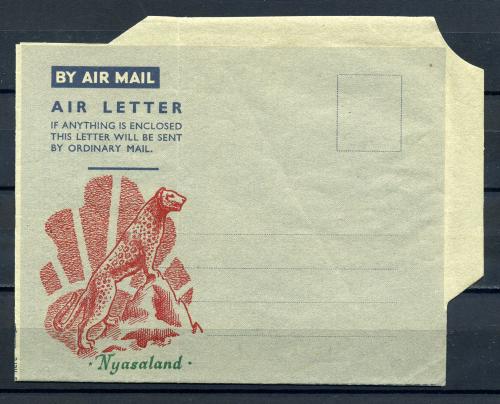 BY AIR MAIL
AIR LETTER
IF ANYTHING IS ENCLOSED
THIS LETTER WILL BE SENT
BY ORDINARY MAIL.
· Nyasaland ·